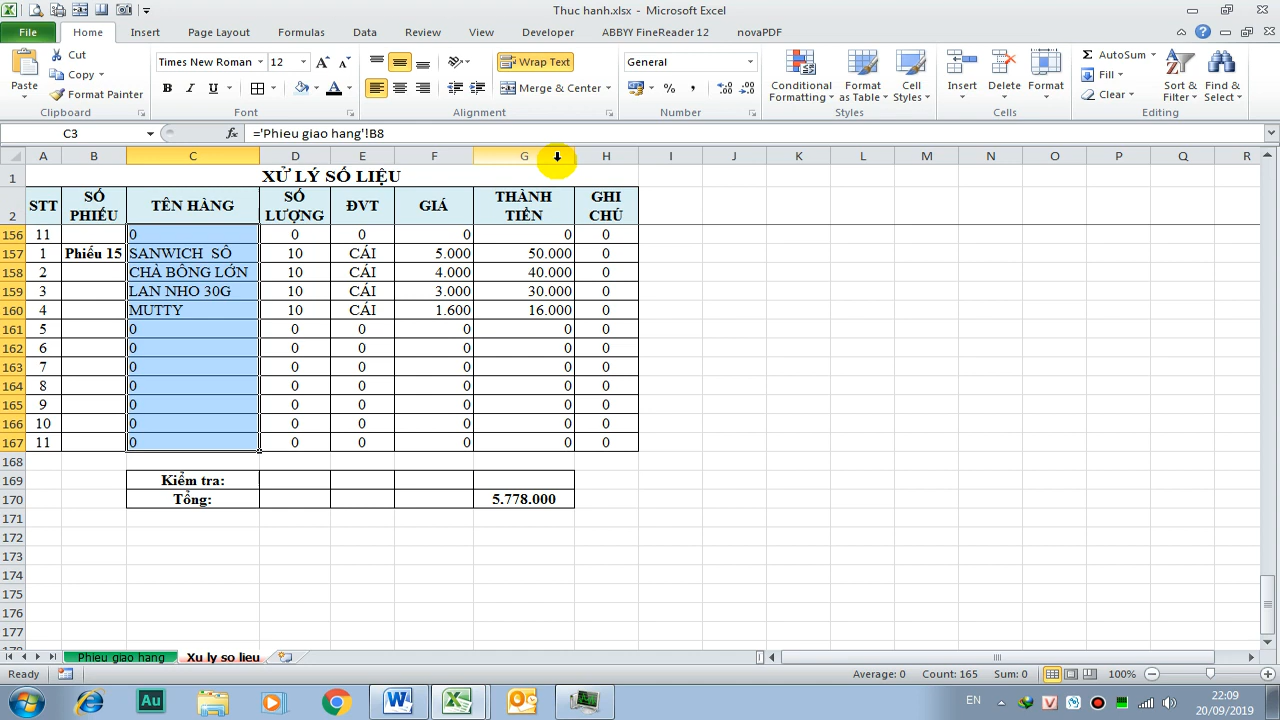 Thuc hanh.xlsx - Microsoft Excel
File Home Insert Page Layout Formulas Data Review View Developer ABBYY FineReader 12 novaPDF
Paste Cut Copy Format Painter Clipboard
Times New Roman 12 B I U A Font
Wrap Text Merge & Center Alignment
General % , Number
Conditional Formatting Format as Table Cell Styles Styles
Insert Delete Format Cells
AutoSum Fill Clear Sort & Filter Find & Select Editing
C3 fx ='Phieu giao hang'!B8
A B C D E F G H I J K L M N O P Q R
1 XỬ LÝ SỐ LIỆU
2 STT SỐ PHIẾU TÊN HÀNG SỐ LƯỢNG ĐVT GIÁ THÀNH TIỀN GHI CHÚ
156 11 0 0 0 0 0 0
157 1 Phiếu 15 SANWICH SÔ 10 CÁI 5.000 50.000 0
158 2 CHÀ BÔNG LỚN 10 CÁI 4.000 40.000 0
159 3 LAN NHO 30G 10 CÁI 3.000 30.000 0
160 4 MUTTY 10 CÁI 1.600 16.000 0
161 5 0 0 0 0 0 0
162 6 0 0 0 0 0 0
163 7 0 0 0 0 0 0
164 8 0 0 0 0 0 0
165 9 0 0 0 0 0 0
166 10 0 0 0 0 0 0
167 11 0 0 0 0 0 0
168
169 Kiểm tra:
170 Tổng: 5.778.000
171
172
173
174
175
176
177
Phieu giao hang Xu ly so lieu
Ready Average: 0 Count: 165 Sum: 0 100%
Au W EN V 22:09
20/09/2019